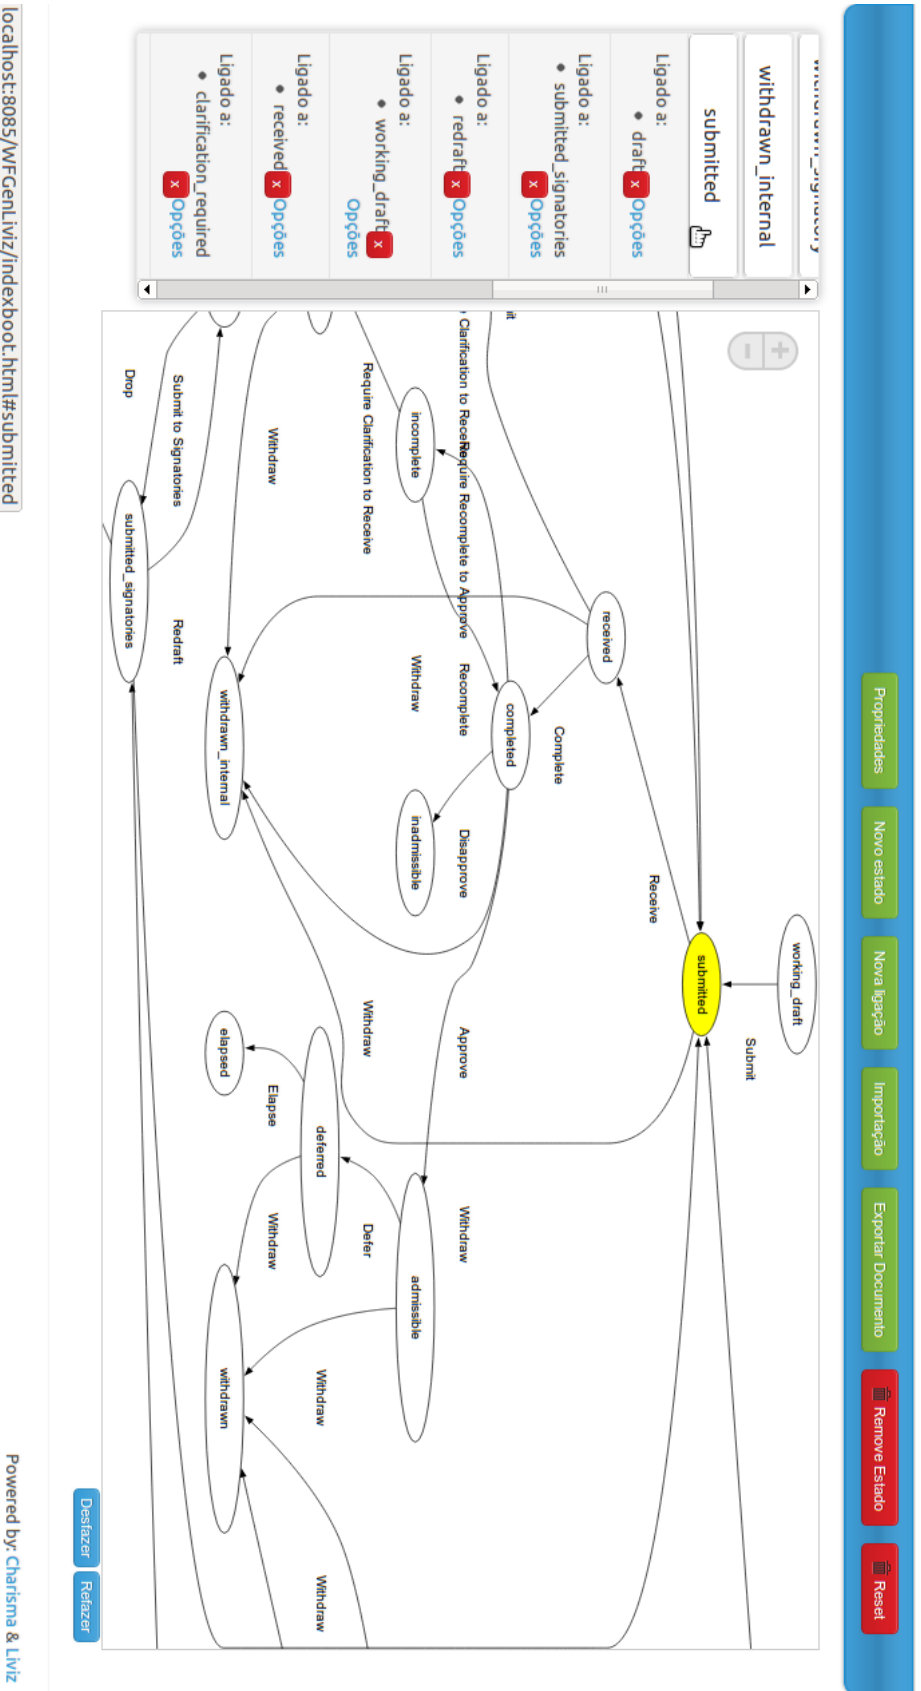 Propriedades
Novo estado
Nova ligação
Importação
Exportar Documento
Remove Estado
Reset
withdrawn_internal
submitted
Ligado a:
• draft
x Opções
Ligado a:
• submitted_signatories
x Opções
Ligado a:
• redraft
x Opções
Ligado a:
• working_draft
x
Opções
Ligado a:
• received
x Opções
Ligado a:
• clarification_required
x Opções
+
−
working_draft
Submit
submitted
Receive
received
Complete
completed
Clarification to Receive
Require Recomplete to Approve
Recomplete
Disapprove
Approve
Withdraw
incomplete
Withdraw
inadmissible
admissible
Require Clarification to Receive
Withdraw
Defer
deferred
Withdraw
Withdraw
Withdraw
Elapse
Withdraw
withdrawn_internal
elapsed
withdrawn
Submit to Signatories
Redraft
Drop
submitted_signatories
Desfazer
Refazer
localhost:8085/WFGenLiviz/indexboot.html#submitted
Powered by: Charisma & Liviz